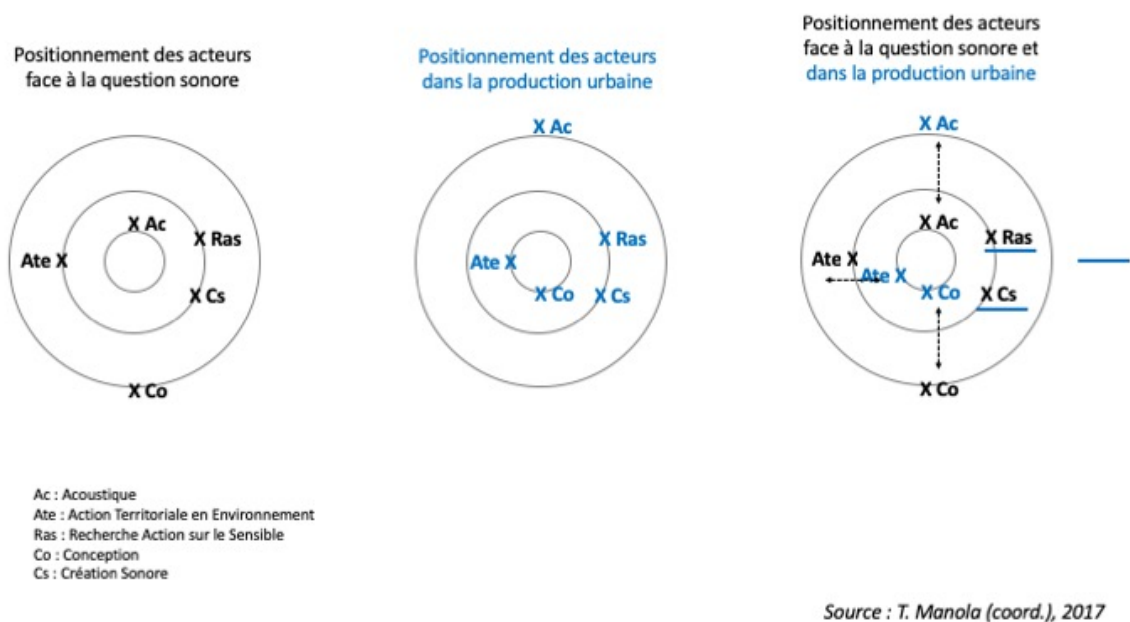 Positionnement des acteurs
face à la question sonore
X Ac
X Ras
Ate X
X Cs
X Co
Positionnement des acteurs
dans la production urbaine
X Ac
X Ras
Ate X
X Co
X Cs
Positionnement des acteurs
face à la question sonore et
dans la production urbaine
X Ac
X Ac
X Ras
Ate X
Ate X
X Co
X Cs
X Co
Ac : Acoustique
Ate : Action Territoriale en Environnement
Ras : Recherche Action sur le Sensible
Co : Conception
Cs : Création Sonore
Source : T. Manola (coord.), 2017